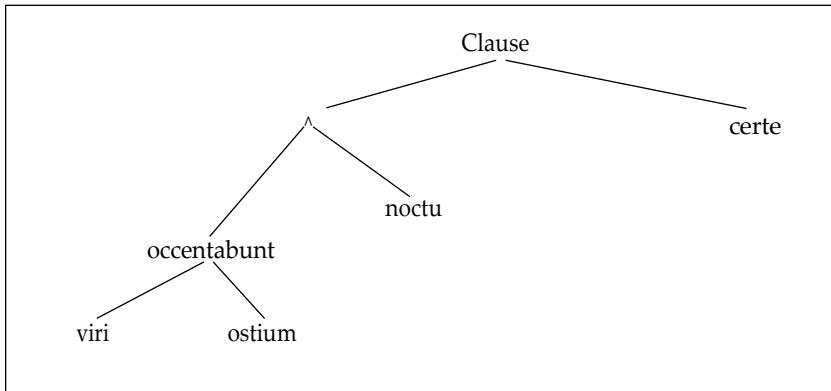 Clause
^
certe
noctu
occentabunt
viri ostium